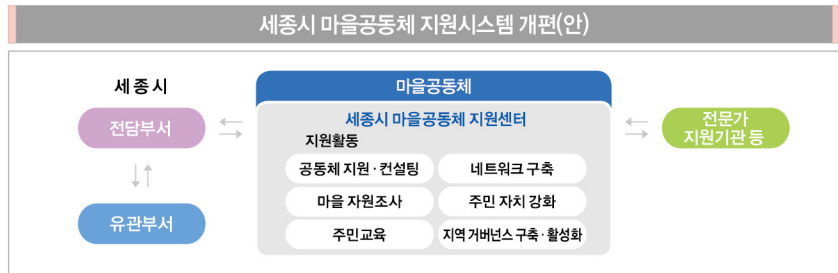 세종시 마을공동체 지원시스템 개편(안)
세종시
전담부서
유관부서
마을공동체
세종시 마을공동체 지원센터
지원활동
공동체 지원·컨설팅
네트워크 구축
마을 자원조사
주민 자치 강화
주민교육
지역 거버넌스 구축·활성화
전문가
지원기관 등